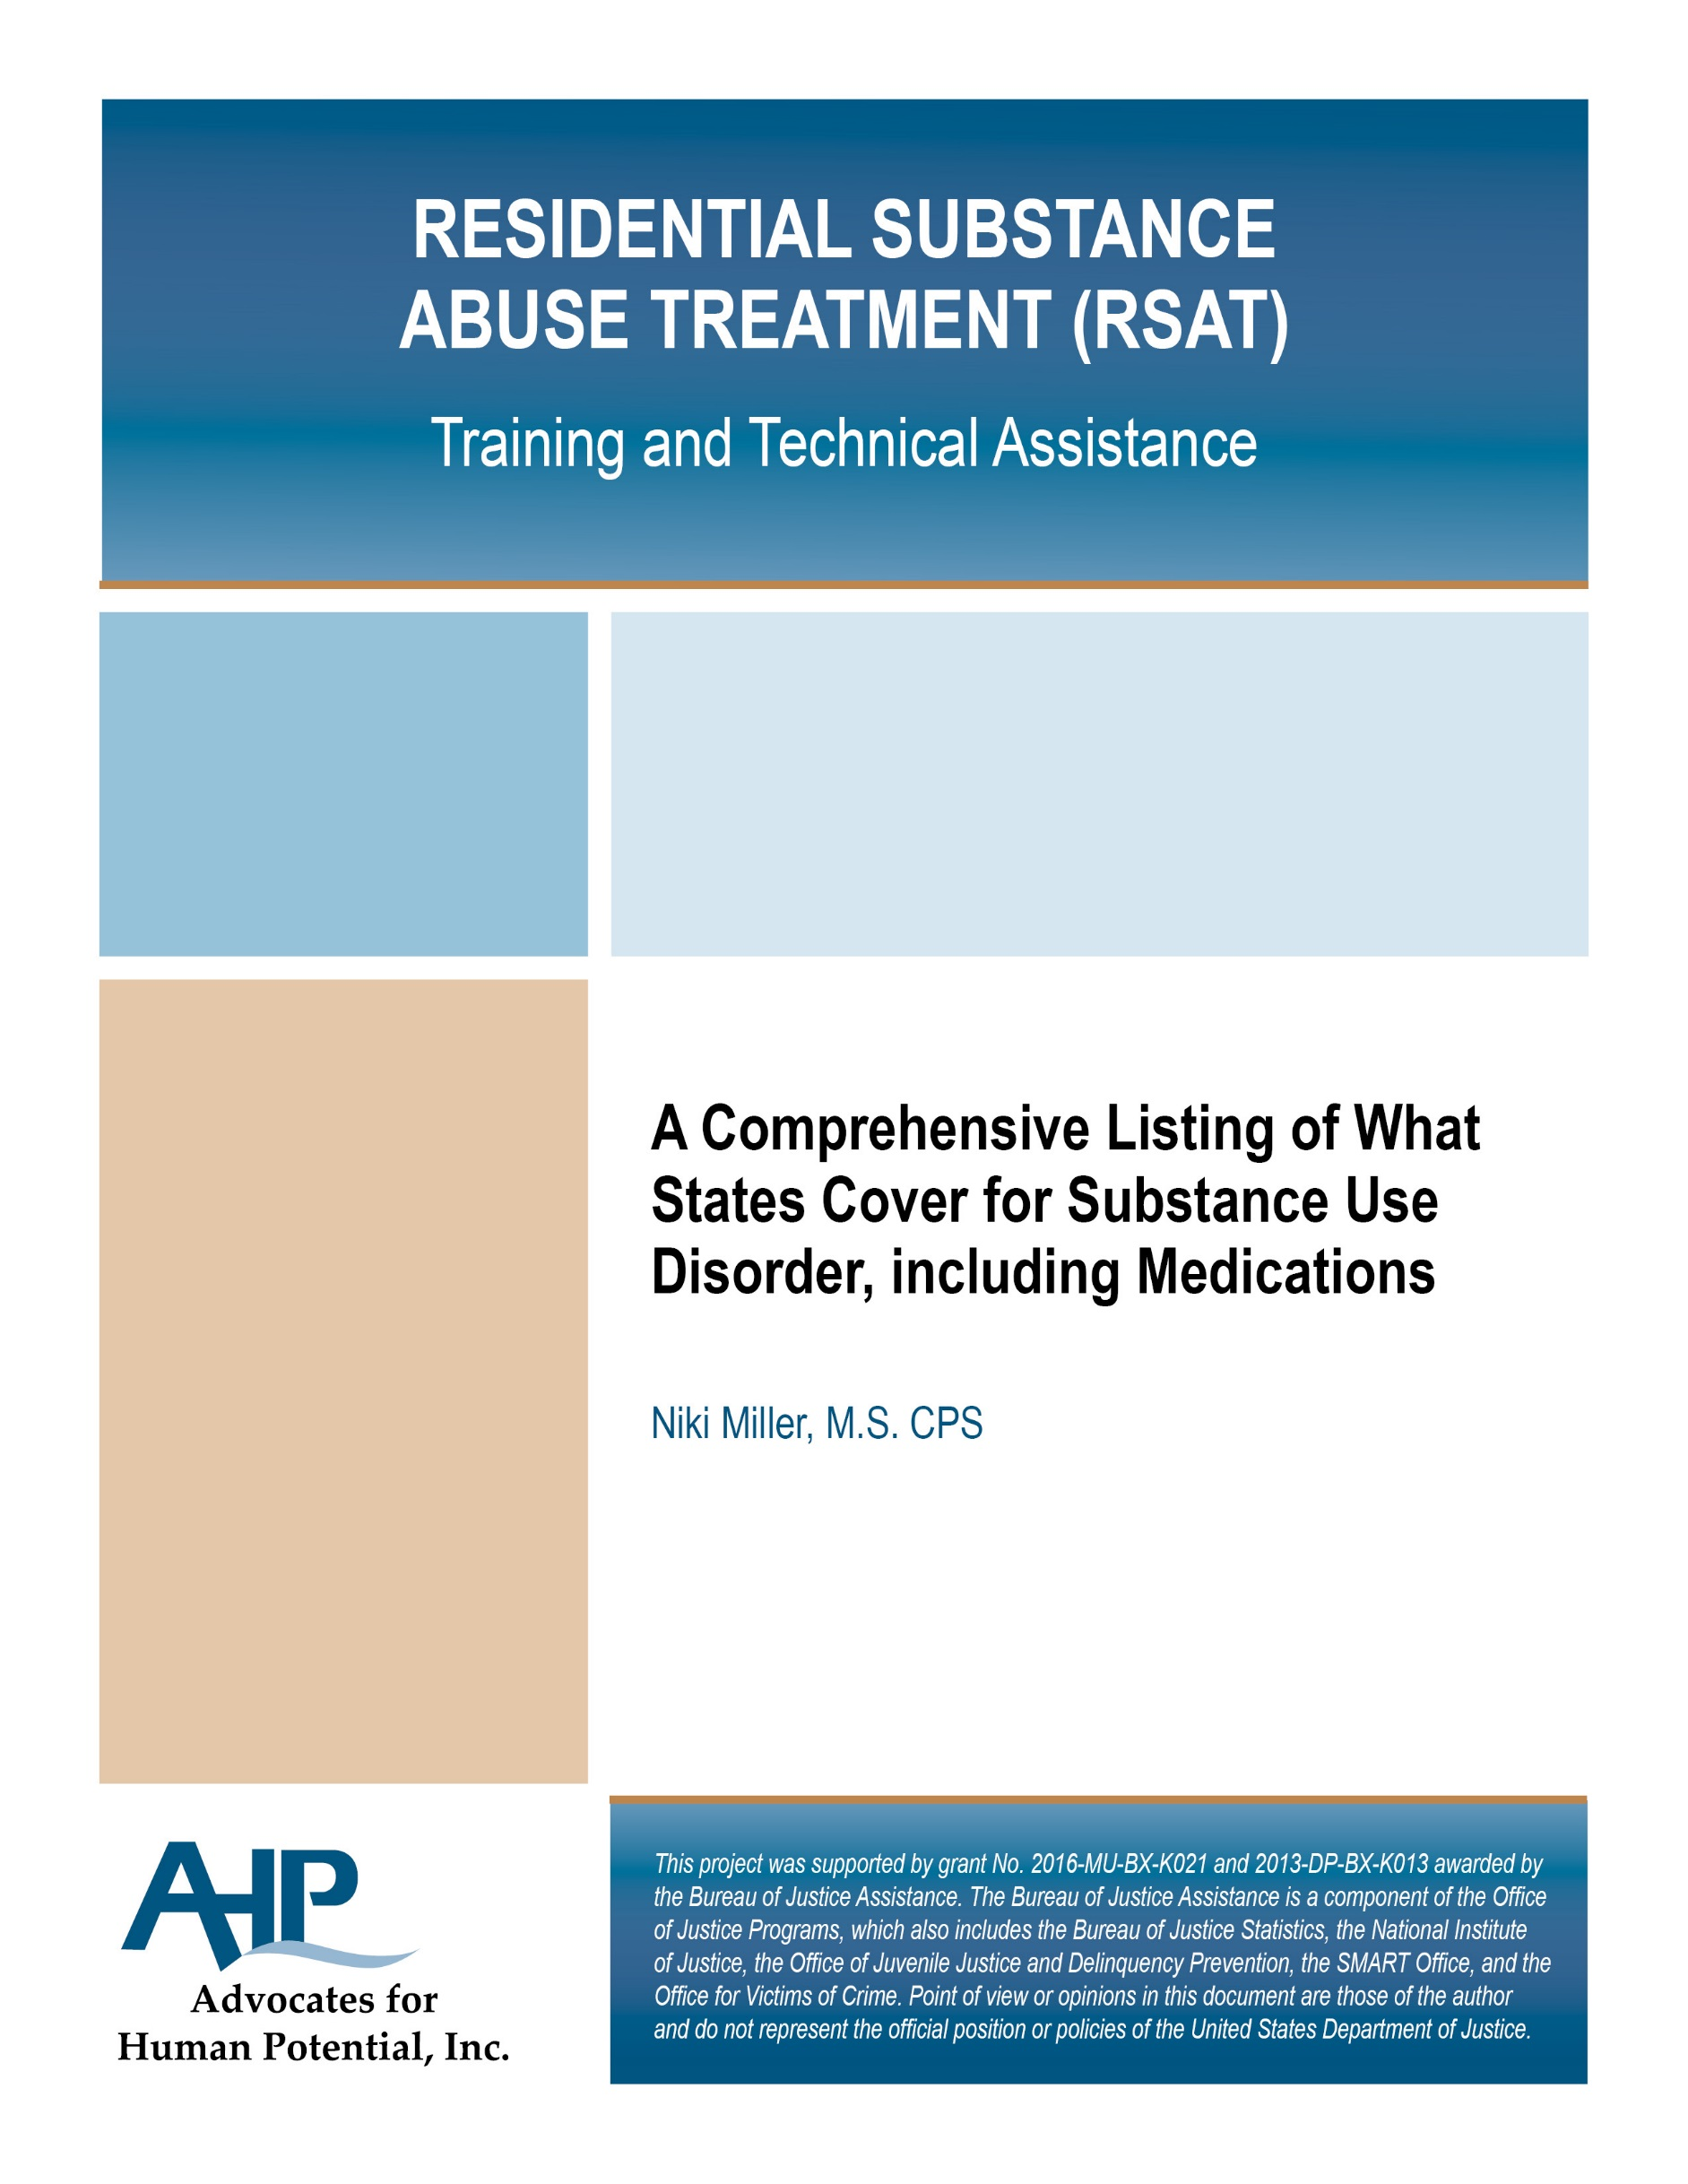 RESIDENTIAL SUBSTANCE
ABUSE TREATMENT (RSAT)
Training and Technical Assistance
A Comprehensive Listing of What
States Cover for Substance Use
Disorder, including Medications
Niki Miller, M.S. CPS
AHP
Advocates for
Human Potential, Inc.
This project was supported by grant No. 2016-MU-BX-K021 and 2013-DP-BX-K013 awarded by
the Bureau of Justice Assistance. The Bureau of Justice Assistance is a component of the Office
of Justice Programs, which also includes the Bureau of Justice Statistics, the National Institute
of Justice, the Office of Juvenile Justice and Delinquency Prevention, the SMART Office, and the
Office for Victims of Crime. Point of view or opinions in this document are those of the author
and do not represent the official position or policies of the United States Department of Justice.